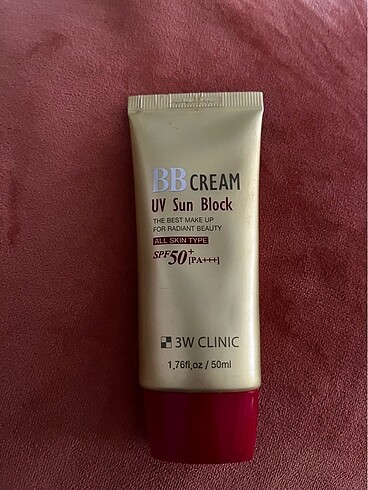 BB CREAM
UV Sun Block
THE BEST MAKE UP
FOR RADIANT BEAUTY
ALL SKIN TYPE
SPF50+ [PA+++]
3W CLINIC
1,76fl,oz / 50ml